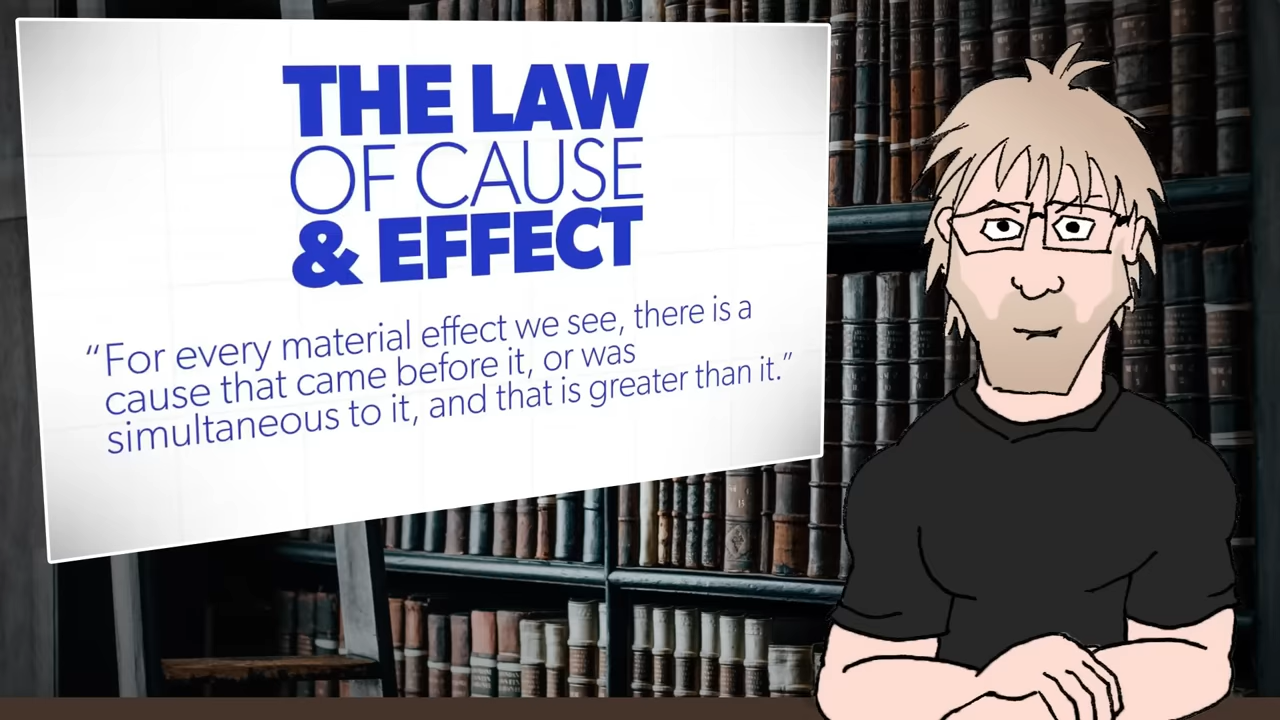 THE LAW
OF CAUSE
& EFFECT
“For every material effect we see, there is a
cause that came before it, or was
simultaneous to it, and that is greater than it.”